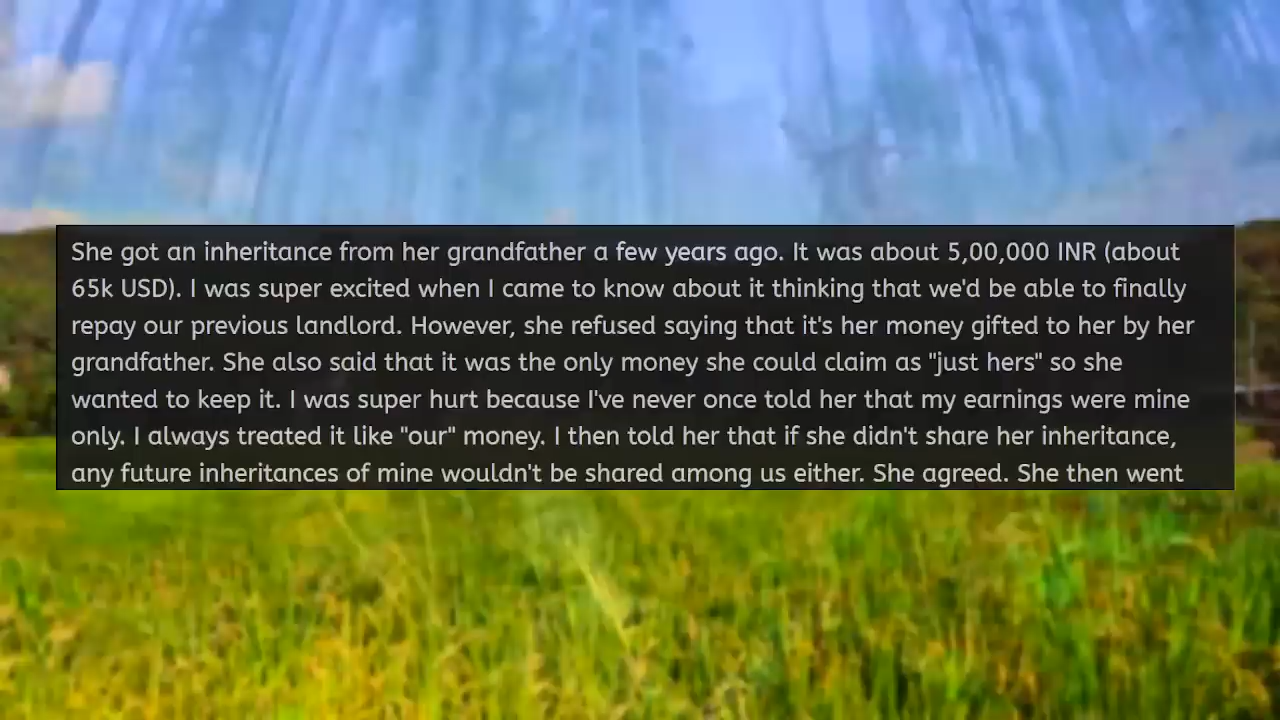 She got an inheritance from her grandfather a few years ago. It was about 5,00,000 INR (about
65k USD). I was super excited when I came to know about it thinking that we'd be able to finally
repay our previous landlord. However, she refused saying that it's her money gifted to her by her
grandfather. She also said that it was the only money she could claim as "just hers" so she
wanted to keep it. I was super hurt because I've never once told her that my earnings were mine
only. I always treated it like "our" money. I then told her that if she didn't share her inheritance,
any future inheritances of mine wouldn't be shared among us either. She agreed. She then went